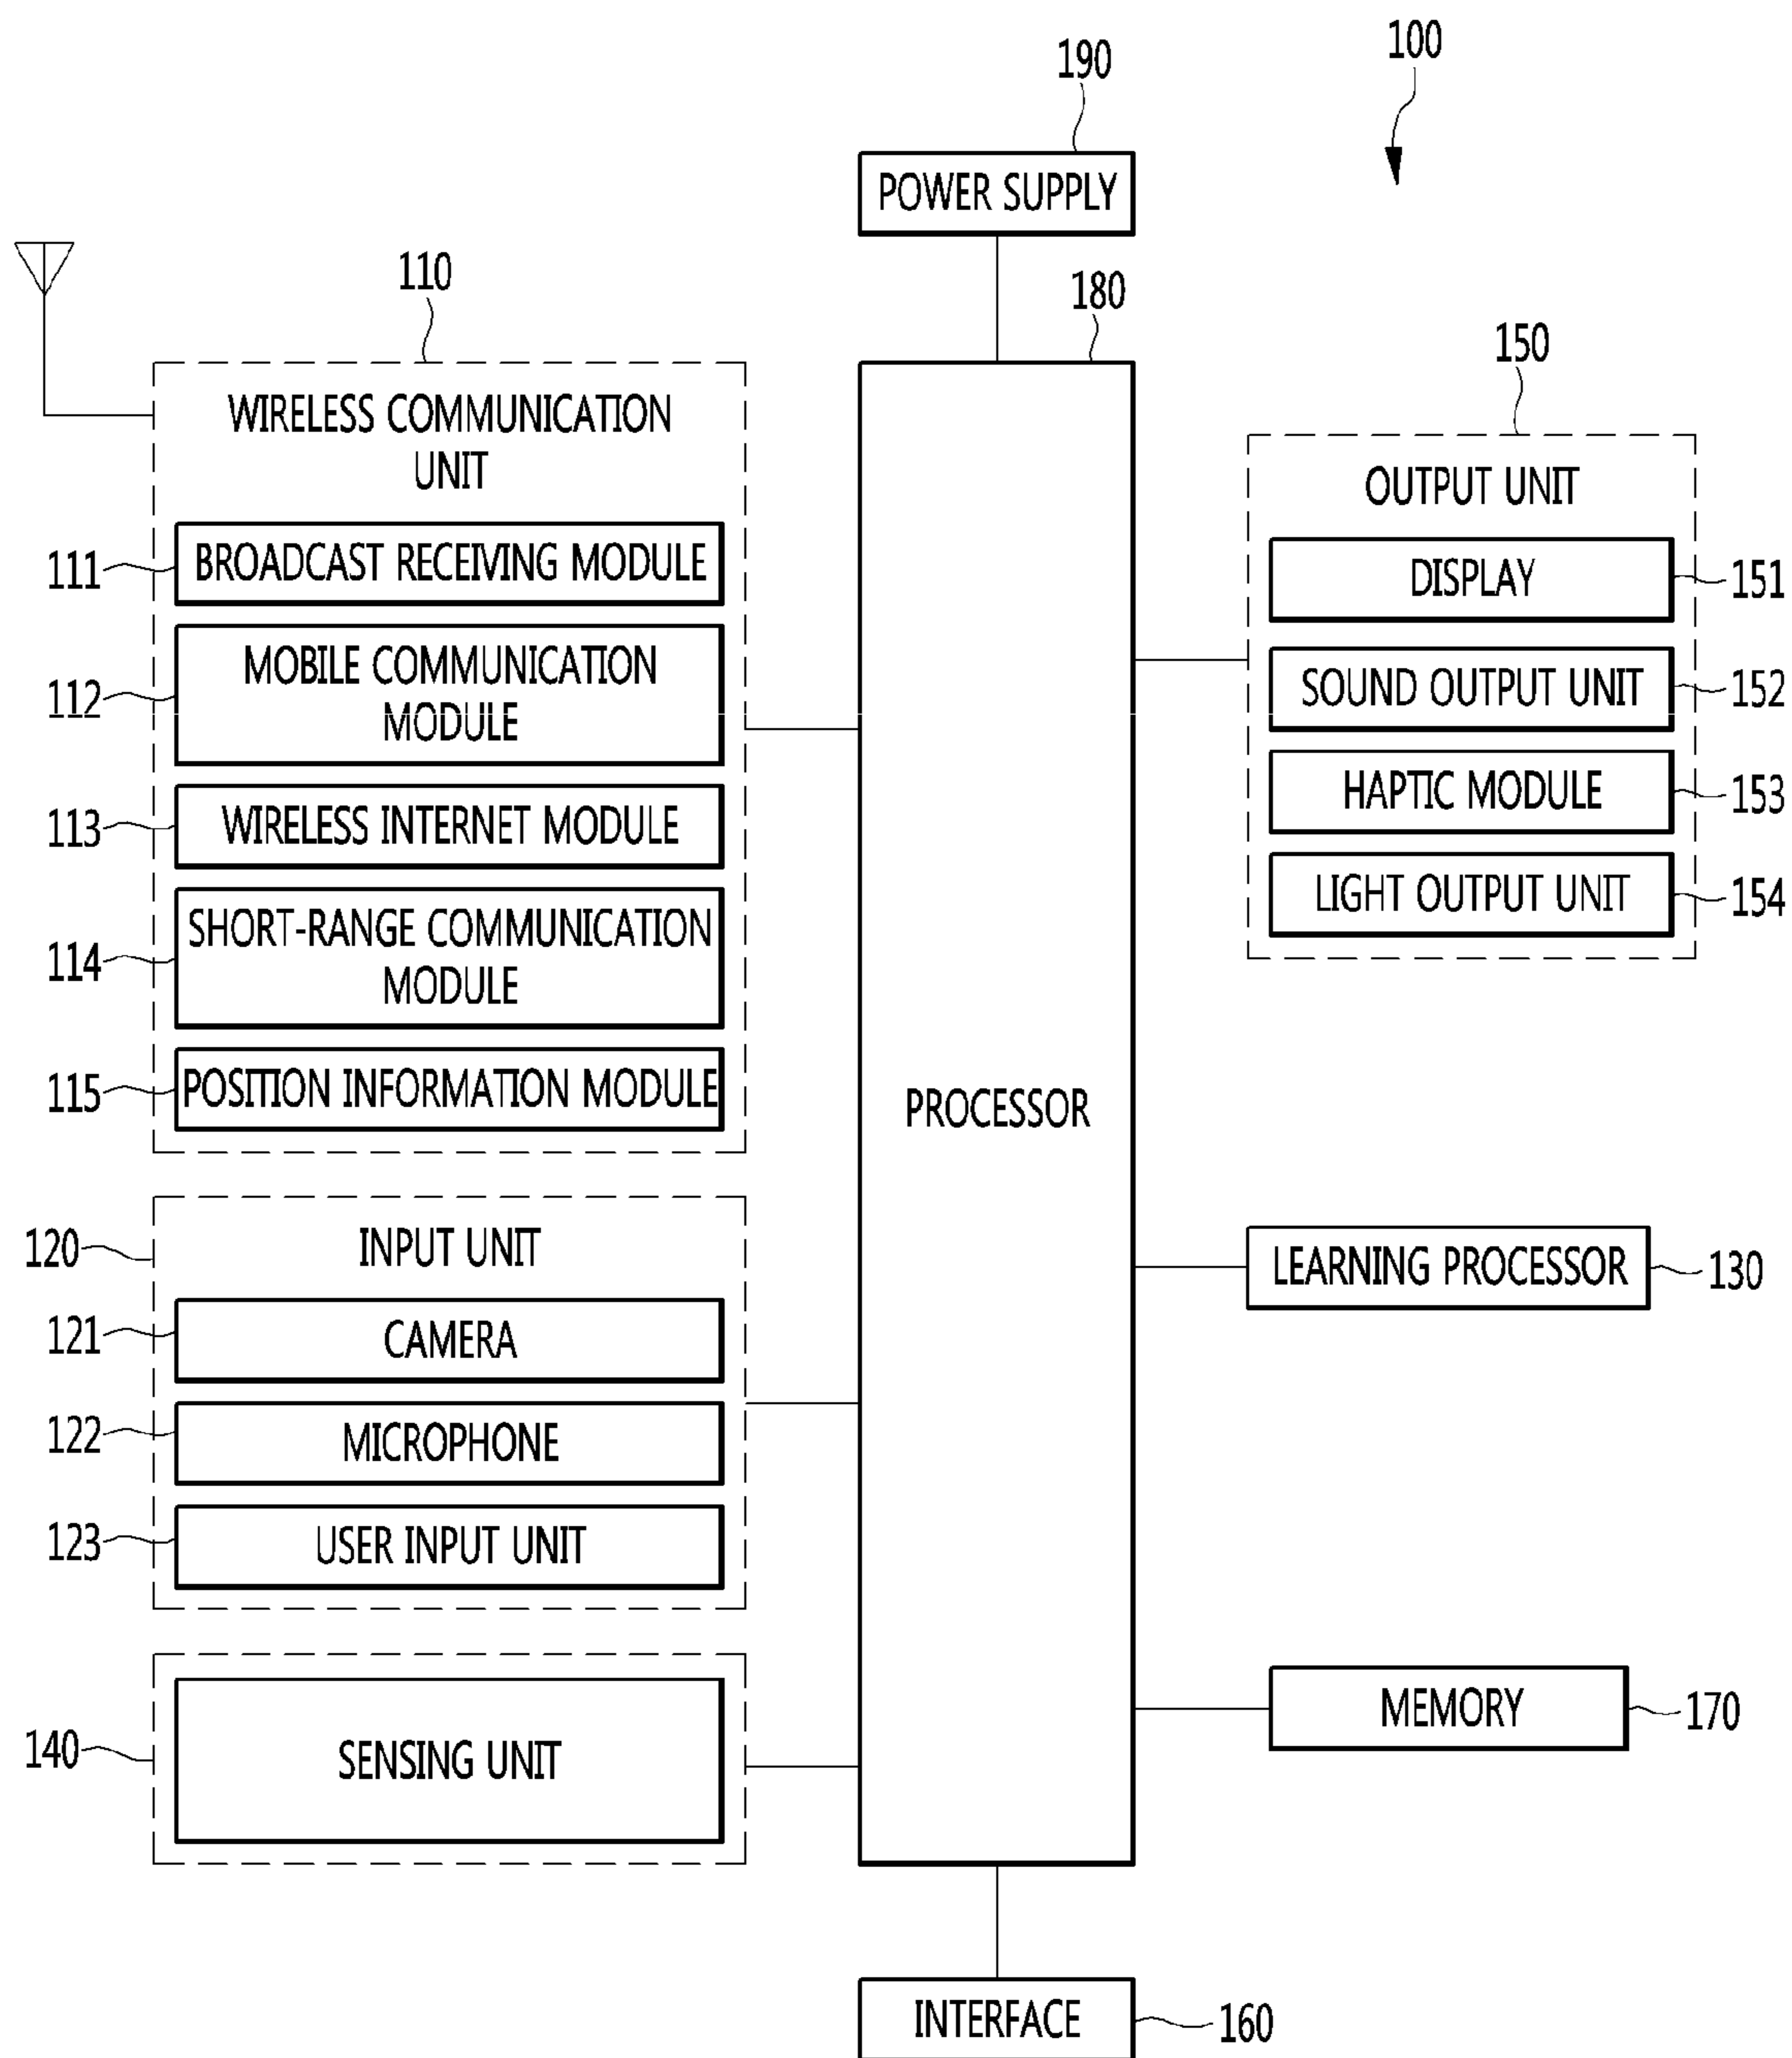 100
190
POWER SUPPLY
110
180
150
WIRELESS COMMUNICATION
UNIT
111
BROADCAST RECEIVING MODULE
112
MOBILE COMMUNICATION
MODULE
113
WIRELESS INTERNET MODULE
114
SHORT-RANGE COMMUNICATION
MODULE
115
POSITION INFORMATION MODULE
PROCESSOR
OUTPUT UNIT
DISPLAY
151
SOUND OUTPUT UNIT
152
HAPTIC MODULE
153
LIGHT OUTPUT UNIT
154
120
INPUT UNIT
121
CAMERA
122
MICROPHONE
123
USER INPUT UNIT
LEARNING PROCESSOR
130
140
SENSING UNIT
MEMORY
170
INTERFACE
160